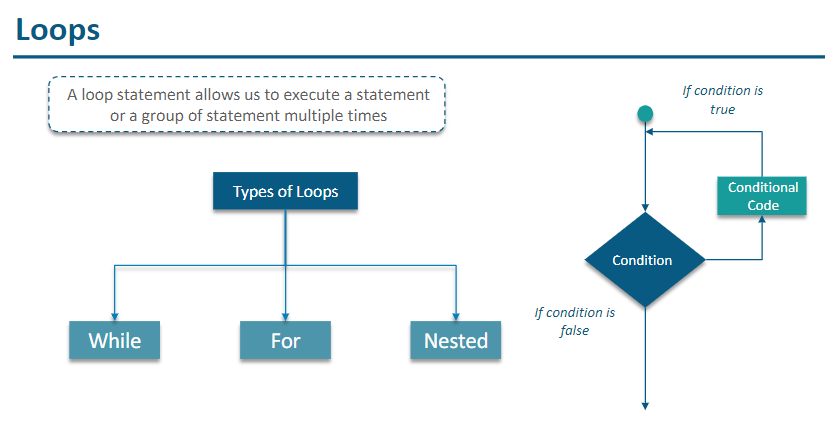 Loops
A loop statement allows us to execute a statement
or a group of statement multiple times
Types of Loops
While
For
Nested
If condition is
true
Conditional
Code
Condition
If condition is
false